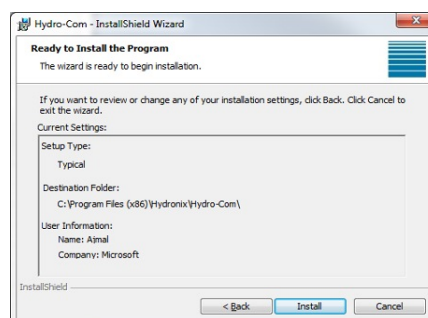 Hydro-Com - InstallShield Wizard
Ready to Install the Program
The wizard is ready to begin installation.
If you want to review or change any of your installation settings, click Back. Click Cancel to
exit the wizard.
Current Settings:
Setup Type:
Typical
Destination Folder:
C:\Program Files (x86)\Hydronix\Hydro-Com\
User Information:
Name: Ajmal
Company: Microsoft
InstallShield
< Back
Install
Cancel